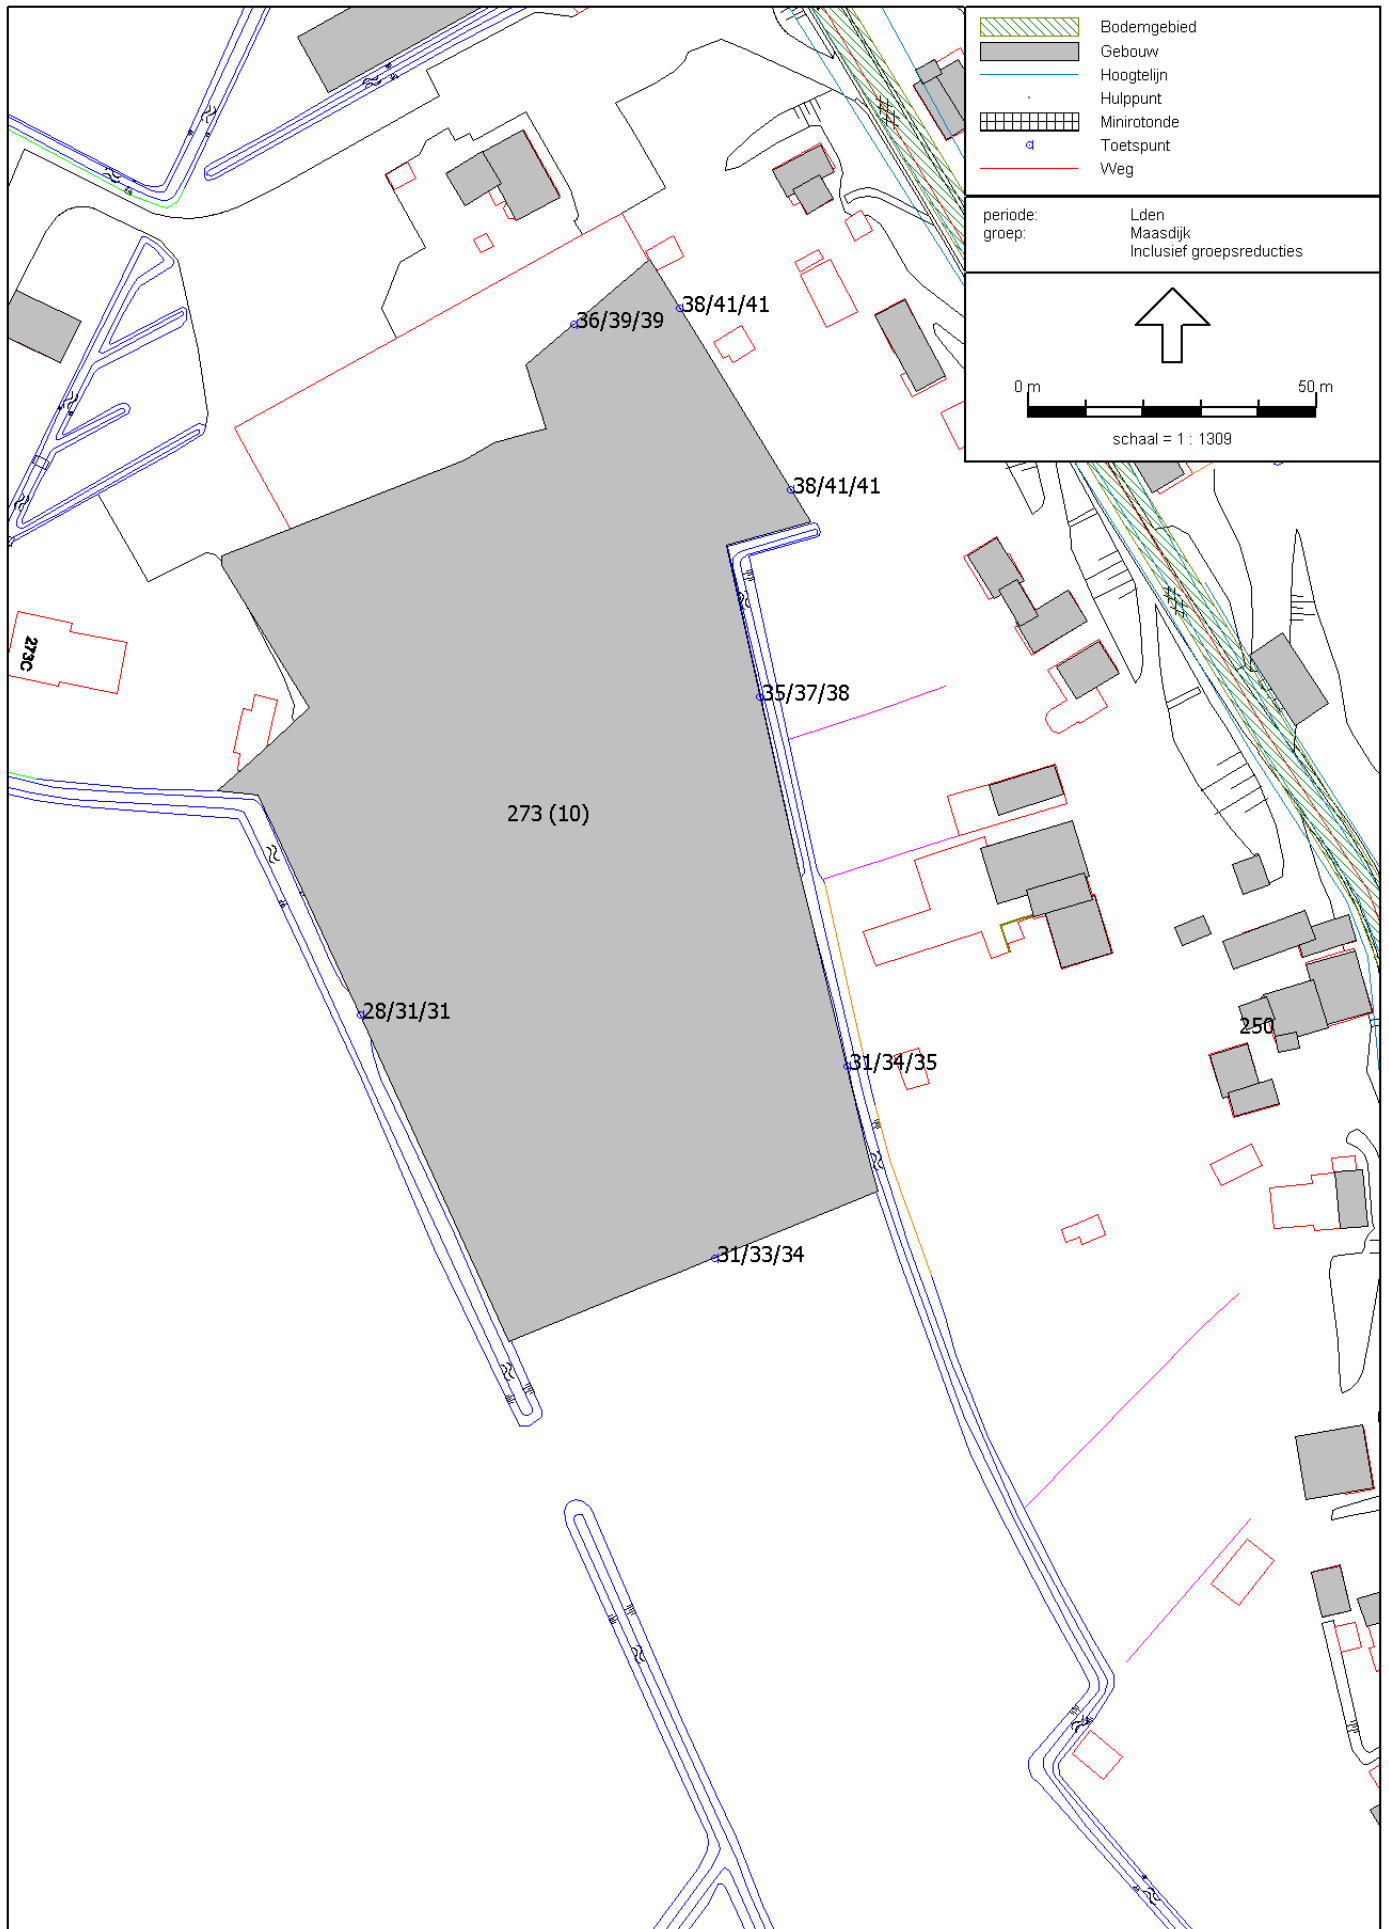 Bodemgebied
Gebouw
Hoogtelijn
Hulppunt
Minirotonde
Toetspunt
Weg
periode: Lden
groep: Maasdijk
Inclusief groepsreducties
0 m 50 m
schaal = 1 : 1309
38/41/41
36/39/39
38/41/41
273C
35/37/38
273 (10)
28/31/31
250
31/34/35
31/33/34